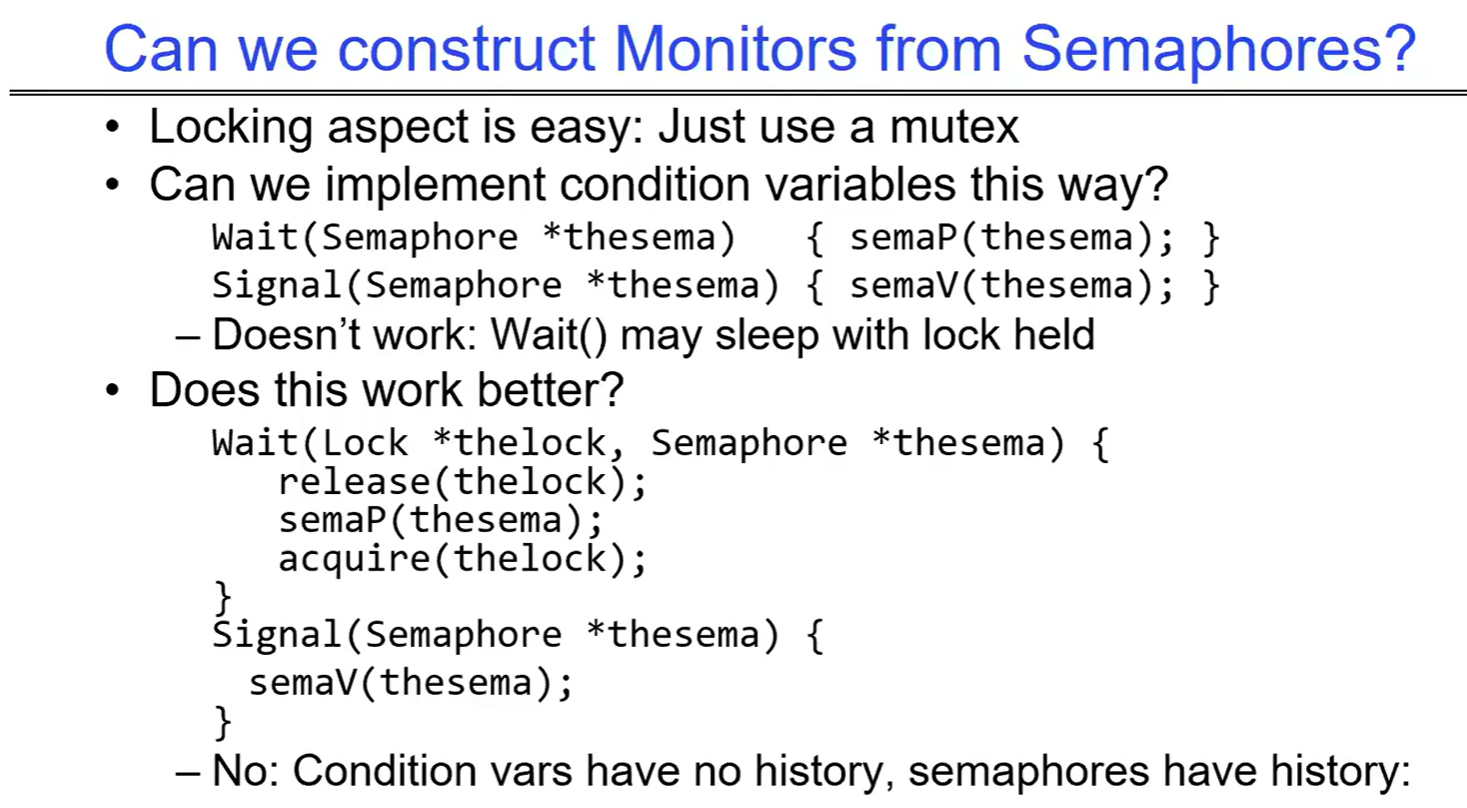 Can we construct Monitors from Semaphores?
• Locking aspect is easy: Just use a mutex
• Can we implement condition variables this way?
Wait(Semaphore *thesema) { semaP(thesema); }
Signal(Semaphore *thesema) { semaV(thesema); }
– Doesn’t work: Wait() may sleep with lock held
• Does this work better?
Wait(Lock *thelock, Semaphore *thesema) {
release(thelock);
semaP(thesema);
acquire(thelock);
}
Signal(Semaphore *thesema) {
semaV(thesema);
}
– No: Condition vars have no history, semaphores have history: